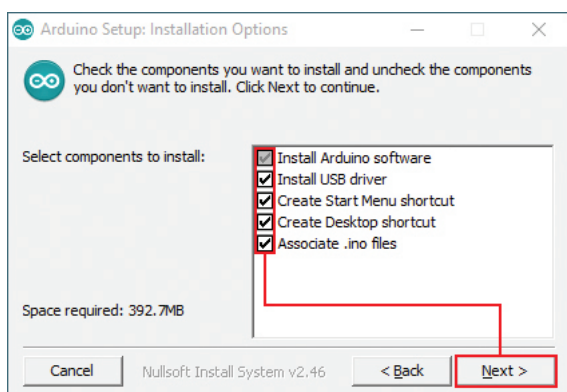 Arduino Setup: Installation Options
Check the components you want to install and uncheck the components
you don't want to install. Click Next to continue.
Select components to install:
Install Arduino software
Install USB driver
Create Start Menu shortcut
Create Desktop shortcut
Associate .ino files
Space required: 392.7MB
Cancel
Nullsoft Install System v2.46
< Back
Next >